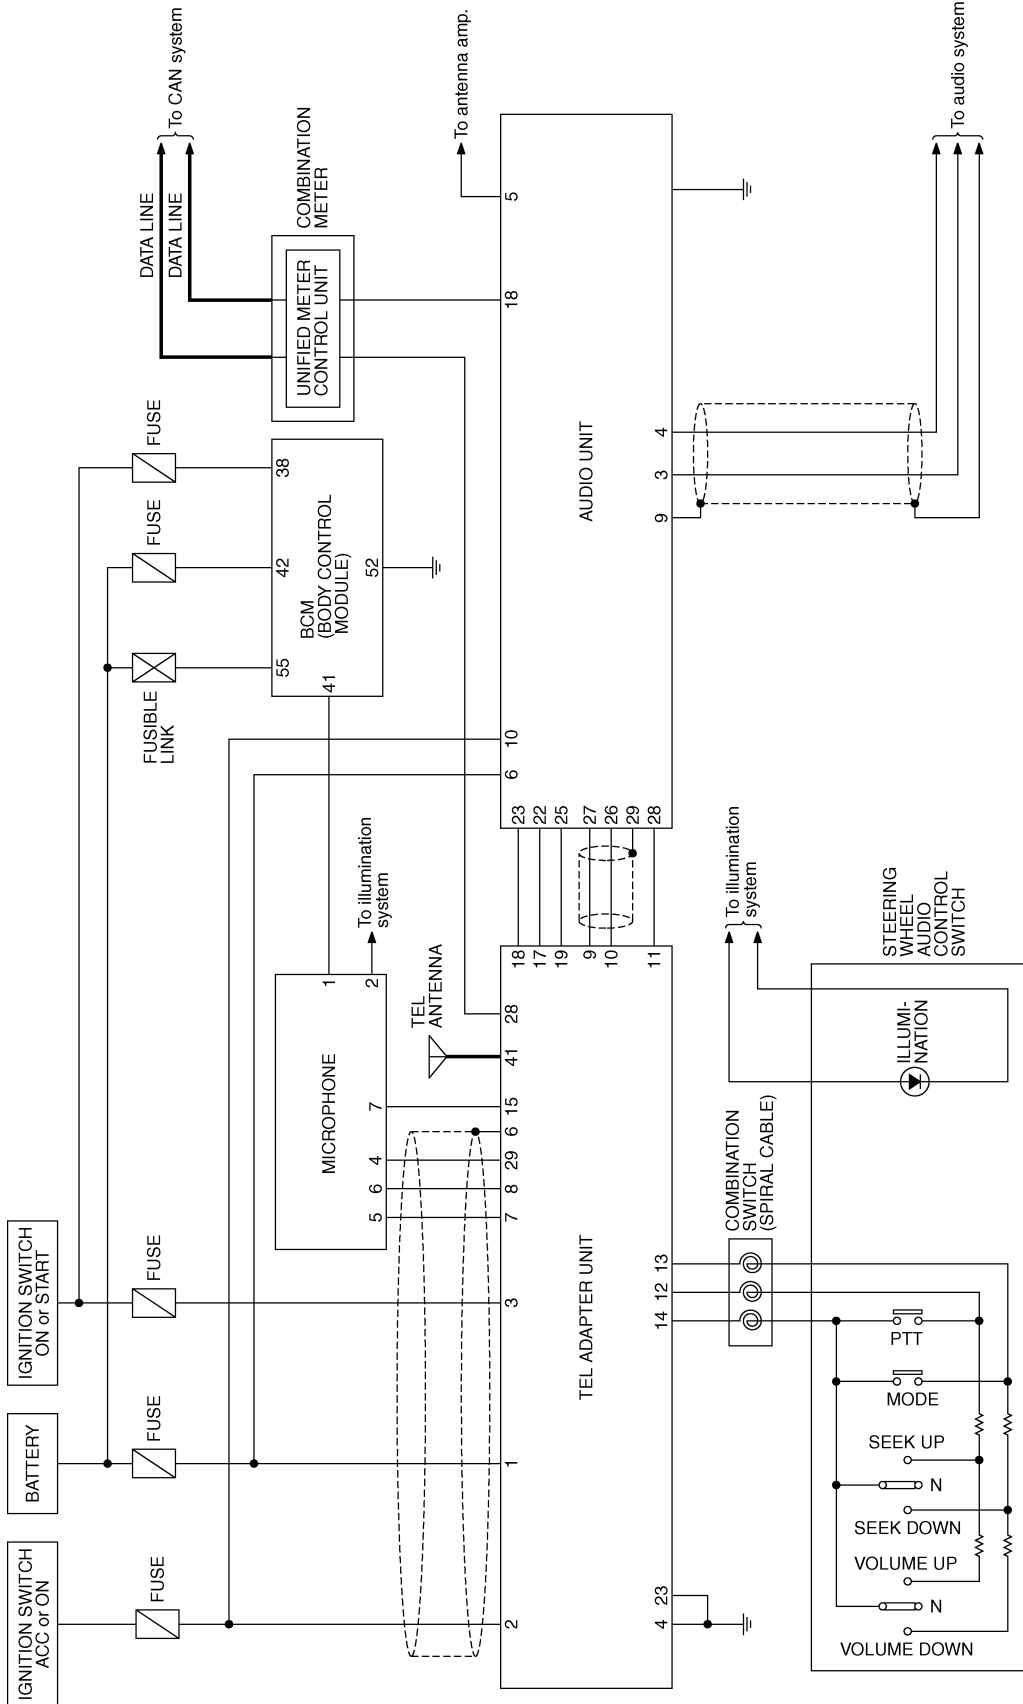 IGNITION SWITCH
ACC or ON
BATTERY
IGNITION SWITCH
ON or START
FUSE
FUSE
FUSE
FUSIBLE
LINK
FUSE
FUSE
DATA LINE
DATA LINE
To CAN system
55
42
38
41
BCM
(BODY CONTROL
MODULE)
52
UNIFIED METER
CONTROL UNIT
COMBINATION
METER
MICROPHONE
1
2
5
6
4
7
To illumination
system
TEL
ANTENNA
To antenna amp.
2
1
3
7
8
29
6
15
41
28
TEL ADAPTER UNIT
18
17
19
9
10
11
4
23
14
12
13
6
10
18
5
23
22
25
27
26
29
28
AUDIO UNIT
9
3
4
To audio system
COMBINATION
SWITCH
(SPIRAL CABLE)
To illumination
system
STEERING
WHEEL
AUDIO
CONTROL
SWITCH
ILLUMI-
NATION
PTT
MODE
SEEK UP
N
SEEK DOWN
VOLUME UP
N
VOLUME DOWN